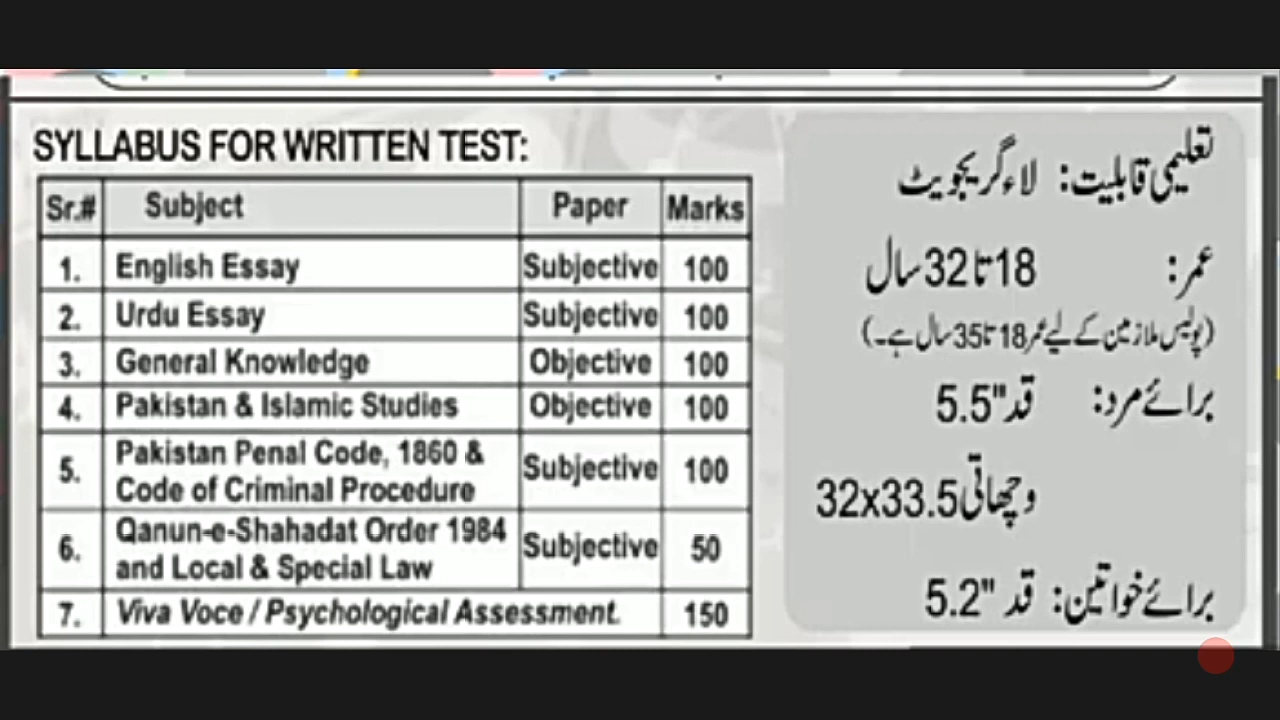 SYLLABUS FOR WRITTEN TEST:
Sr.# Subject Paper Marks
1. English Essay Subjective 100
2. Urdu Essay Subjective 100
3. General Knowledge Objective 100
4. Pakistan & Islamic Studies Objective 100
5. Pakistan Penal Code, 1860 &
Code of Criminal Procedure Subjective 100
6. Qanun-e-Shahadat Order 1984
and Local & Special Law Subjective 50
7. Viva Voce / Psychological Assessment. 150
تعلیمی قابلیت: لاء گریجویٹ
عمر: 18 تا 32 سال
(پولیس ملازمین کے لیے عمر 18 تا 35 سال ہے۔)
برائے مرد: قد "5.5
و چھاتی 32x33.5
برائے خواتین: قد "5.2